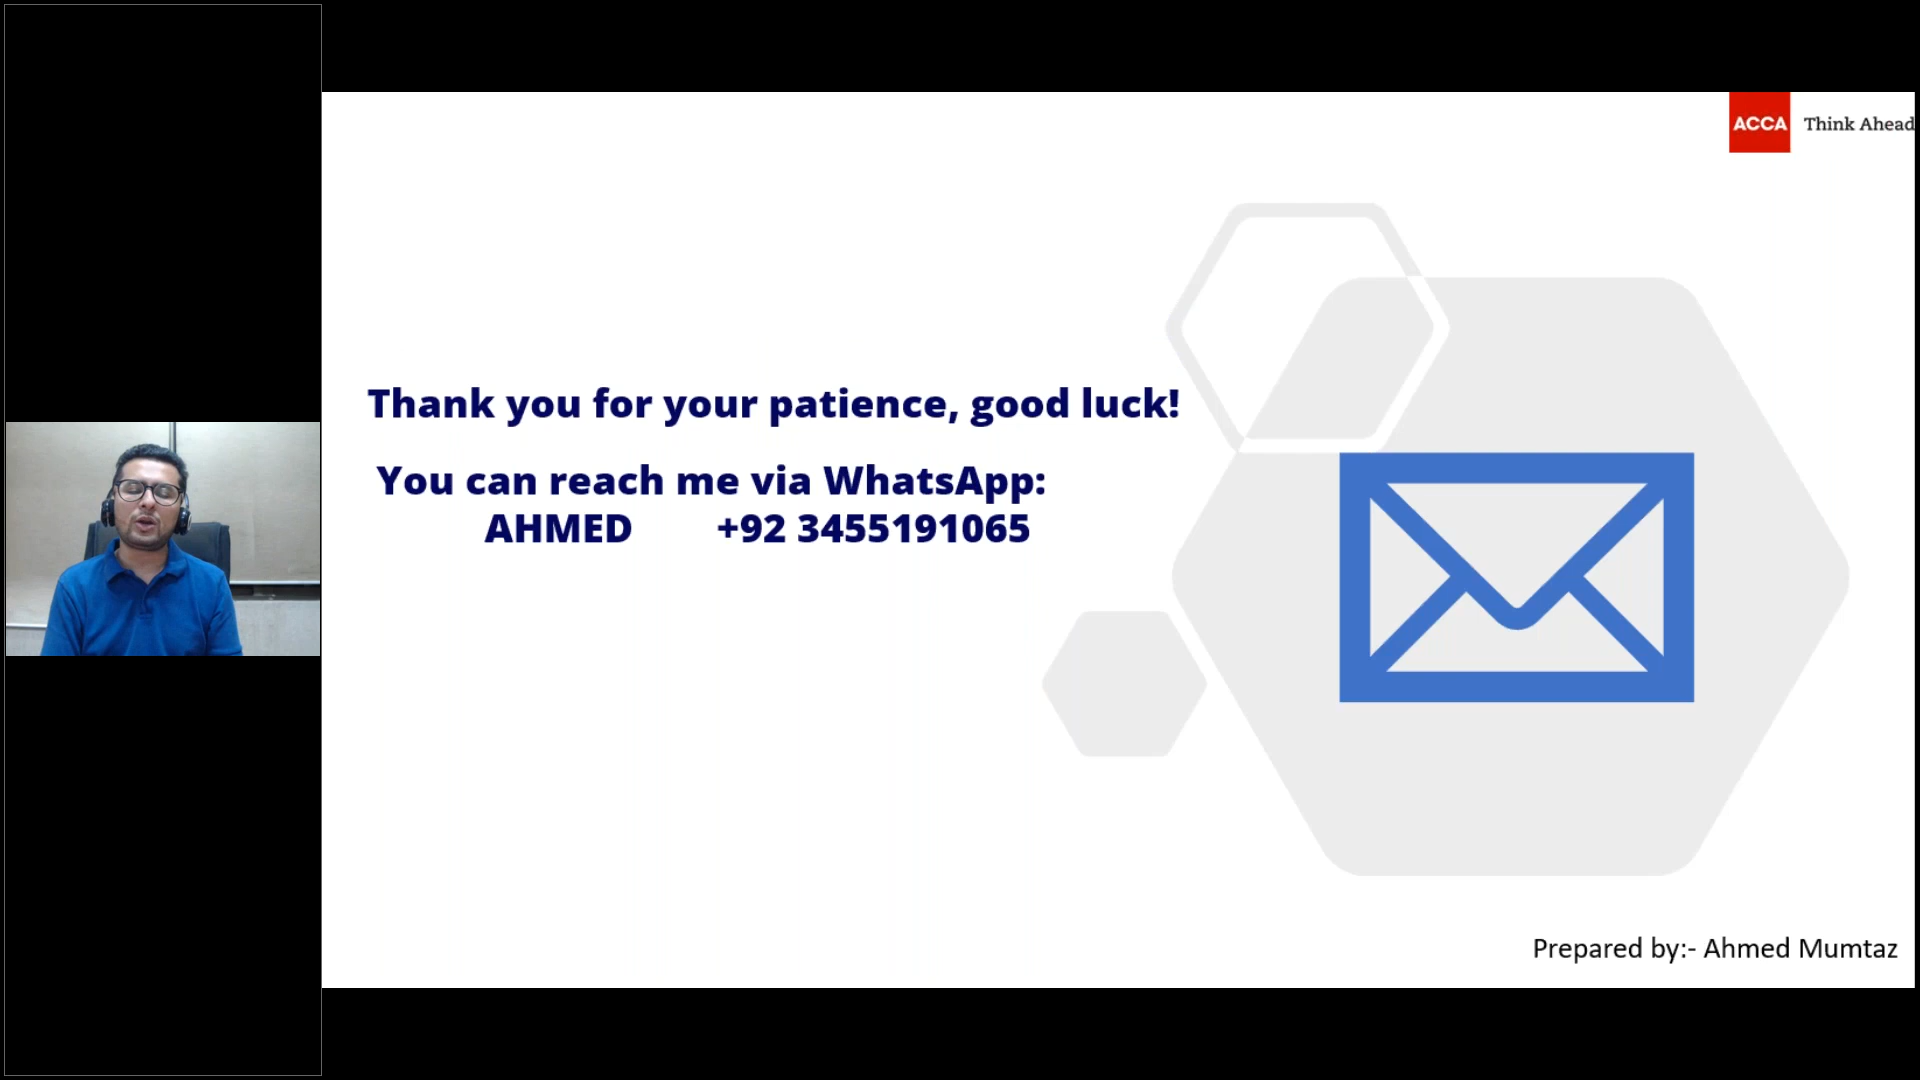 ACCA Think Ahead
Thank you for your patience, good luck!
You can reach me via WhatsApp:
AHMED +92 3455191065
Prepared by:- Ahmed Mumtaz